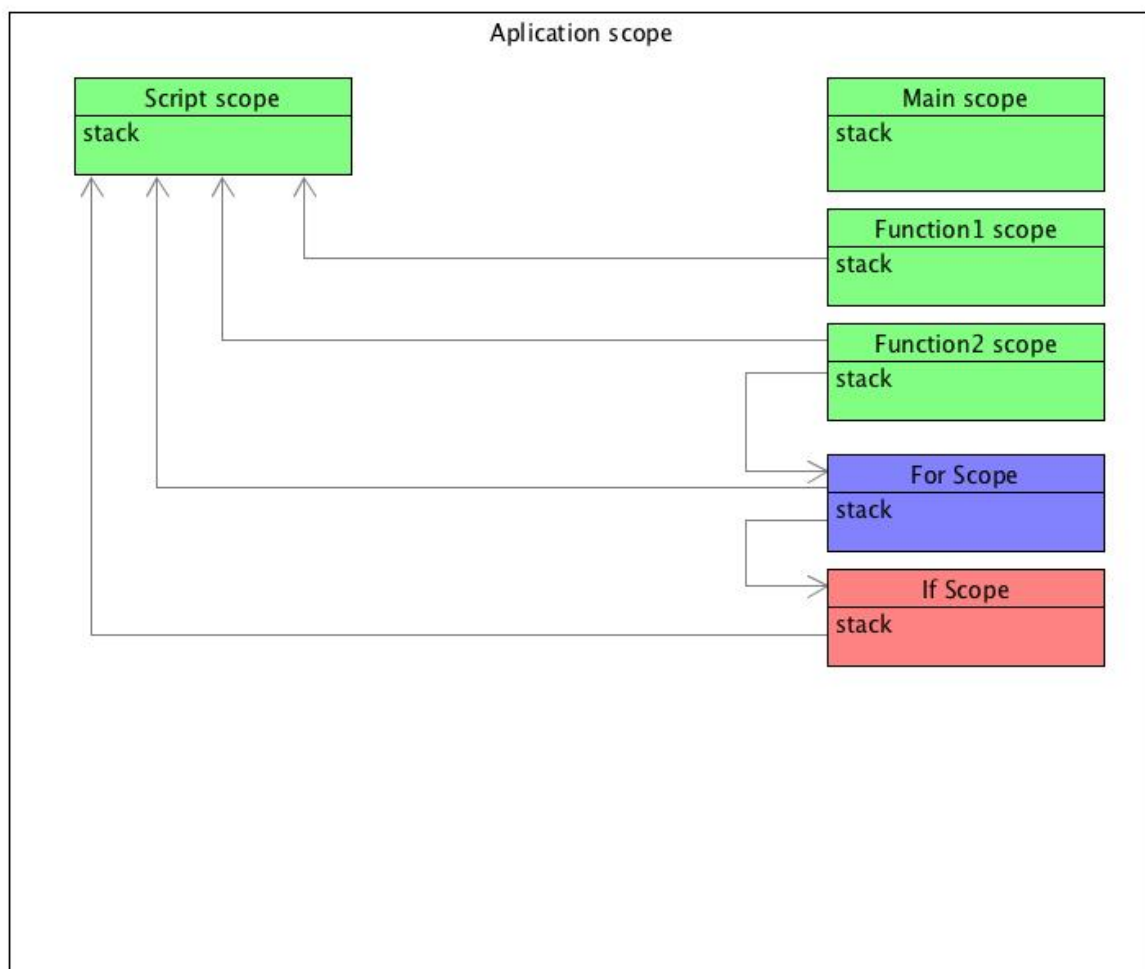 Aplication scope
Script scope
stack
Main scope
stack
Function1 scope
stack
Function2 scope
stack
For Scope
stack
If Scope
stack